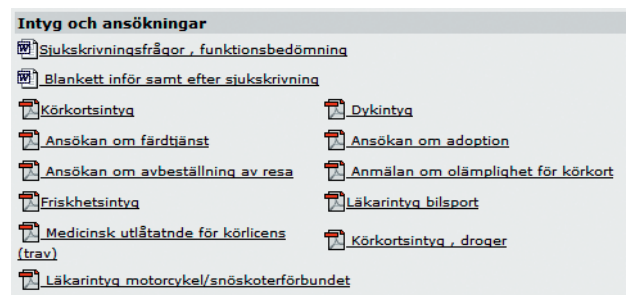 Intyg och ansökningar
Sjukskrivningsfrågor , funktionsbedömning
Blankett inför samt efter sjukskrivning
Körkortsintyg Dykintyg
Ansökan om färdtjänst Ansökan om adoption
Ansökan om avbeställning av resa Anmälan om olämplighet för körkort
Friskhetsintyg Läkarintyg bilsport
Medicinsk utlåtatnde för körlicens
(trav) Körkortsintyg , droger
Läkarintyg motorcykel/snöskoterförbundet